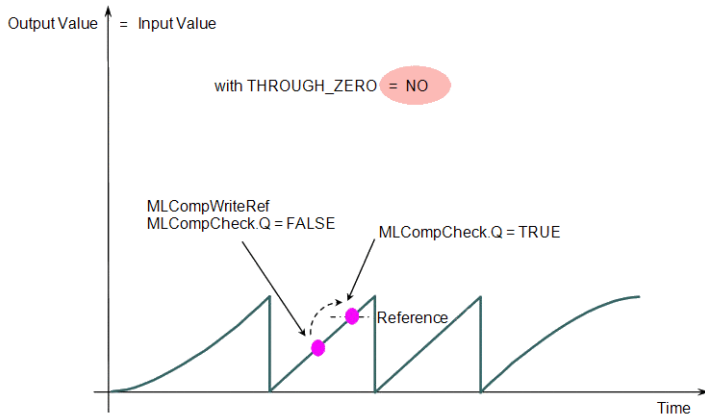 Output Value = Input Value
with THROUGH_ZERO = NO
MLCompWriteRef
MLCompCheck.Q = FALSE
MLCompCheck.Q = TRUE
Reference
Time